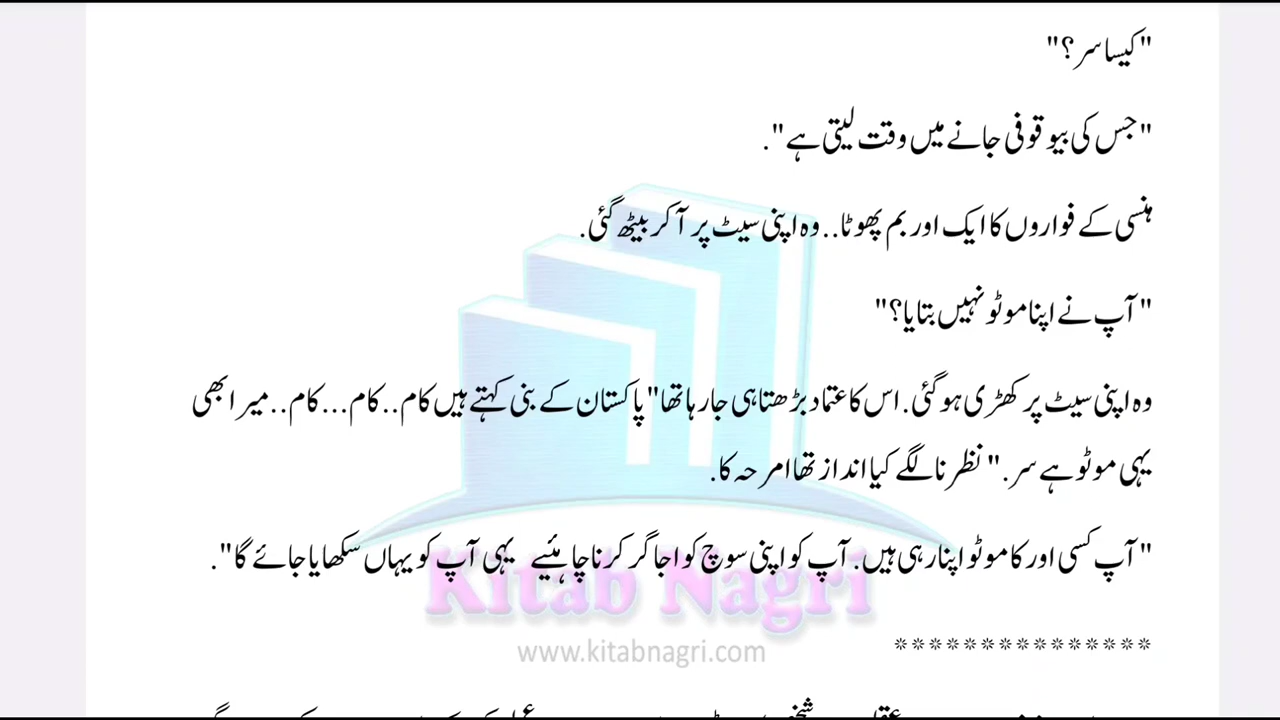 "کیسا سر؟"
"جس کی بیوقوفی جانے میں وقت لیتی ہے".
ہنسی کے فواروں کا ایک اور بم پھوٹا..وہ اپنی سیٹ پر آ کر بیٹھ گئی.
"آپ نے اپنا موٹو نہیں بتایا؟"
وہ اپنی سیٹ پر کھڑی ہو گئی. اس کا عتماد بڑھتا ہی جا رہا تھا" پاکستان کے بنی کہتے ہیں کام..کام...کام..میرا بھی
یہی موٹو ہے سر." نظر نا لگے کیا انداز تھا امرحہ کا.
"آپ کسی اور کا موٹو اپنا رہی ہیں. آپ کو اپنی سوچ کو اجاگر کرنا چاہئیے یہی آپ کو یہاں سکھایا جائے گا".
Kitab Nagri
www.kitabnagri.com
***************